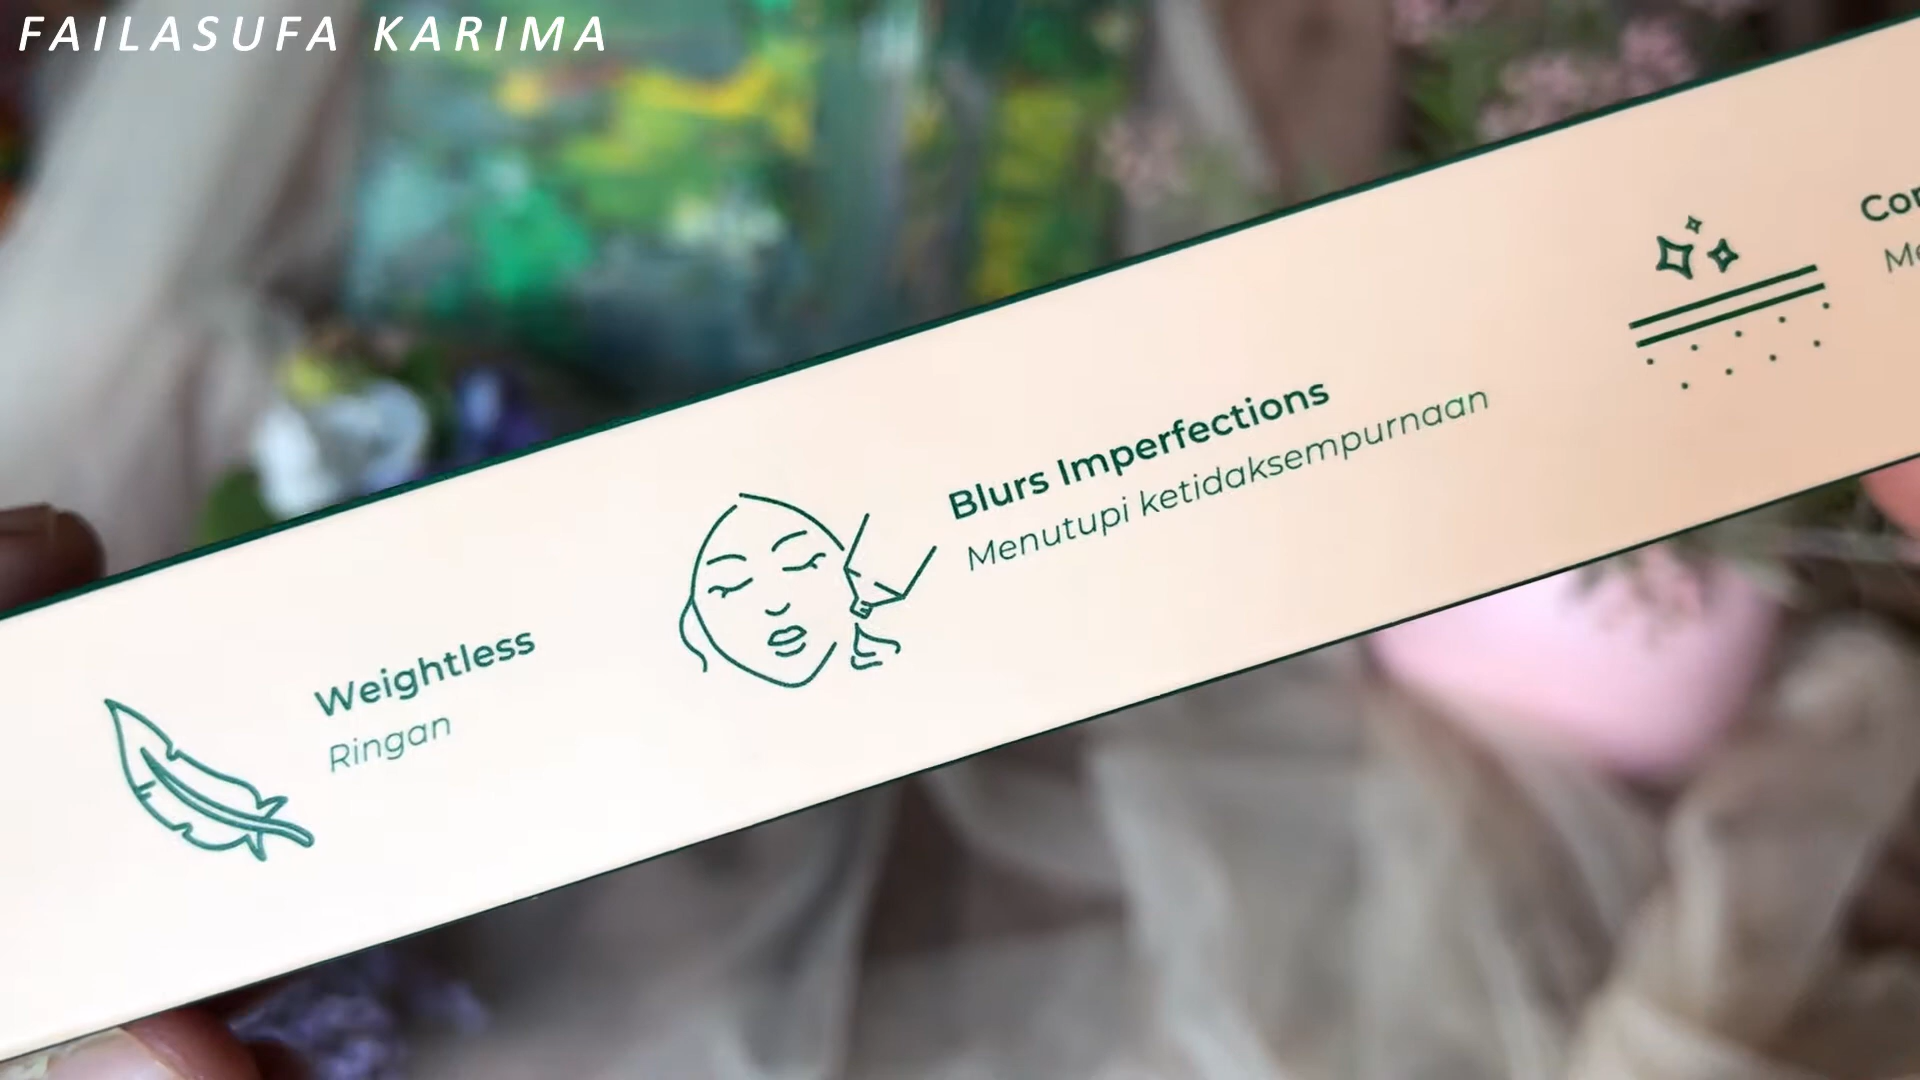 FAILASUFA KARIMA
Weightless
Ringan
Blurs Imperfections
Menutupi ketidaksempurnaan